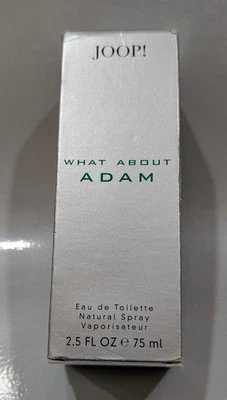 JOOP!
WHAT ABOUT
ADAM
Eau de Toilette
Natural Spray
Vaporisateur
2.5 FL OZ ℮ 75 ml